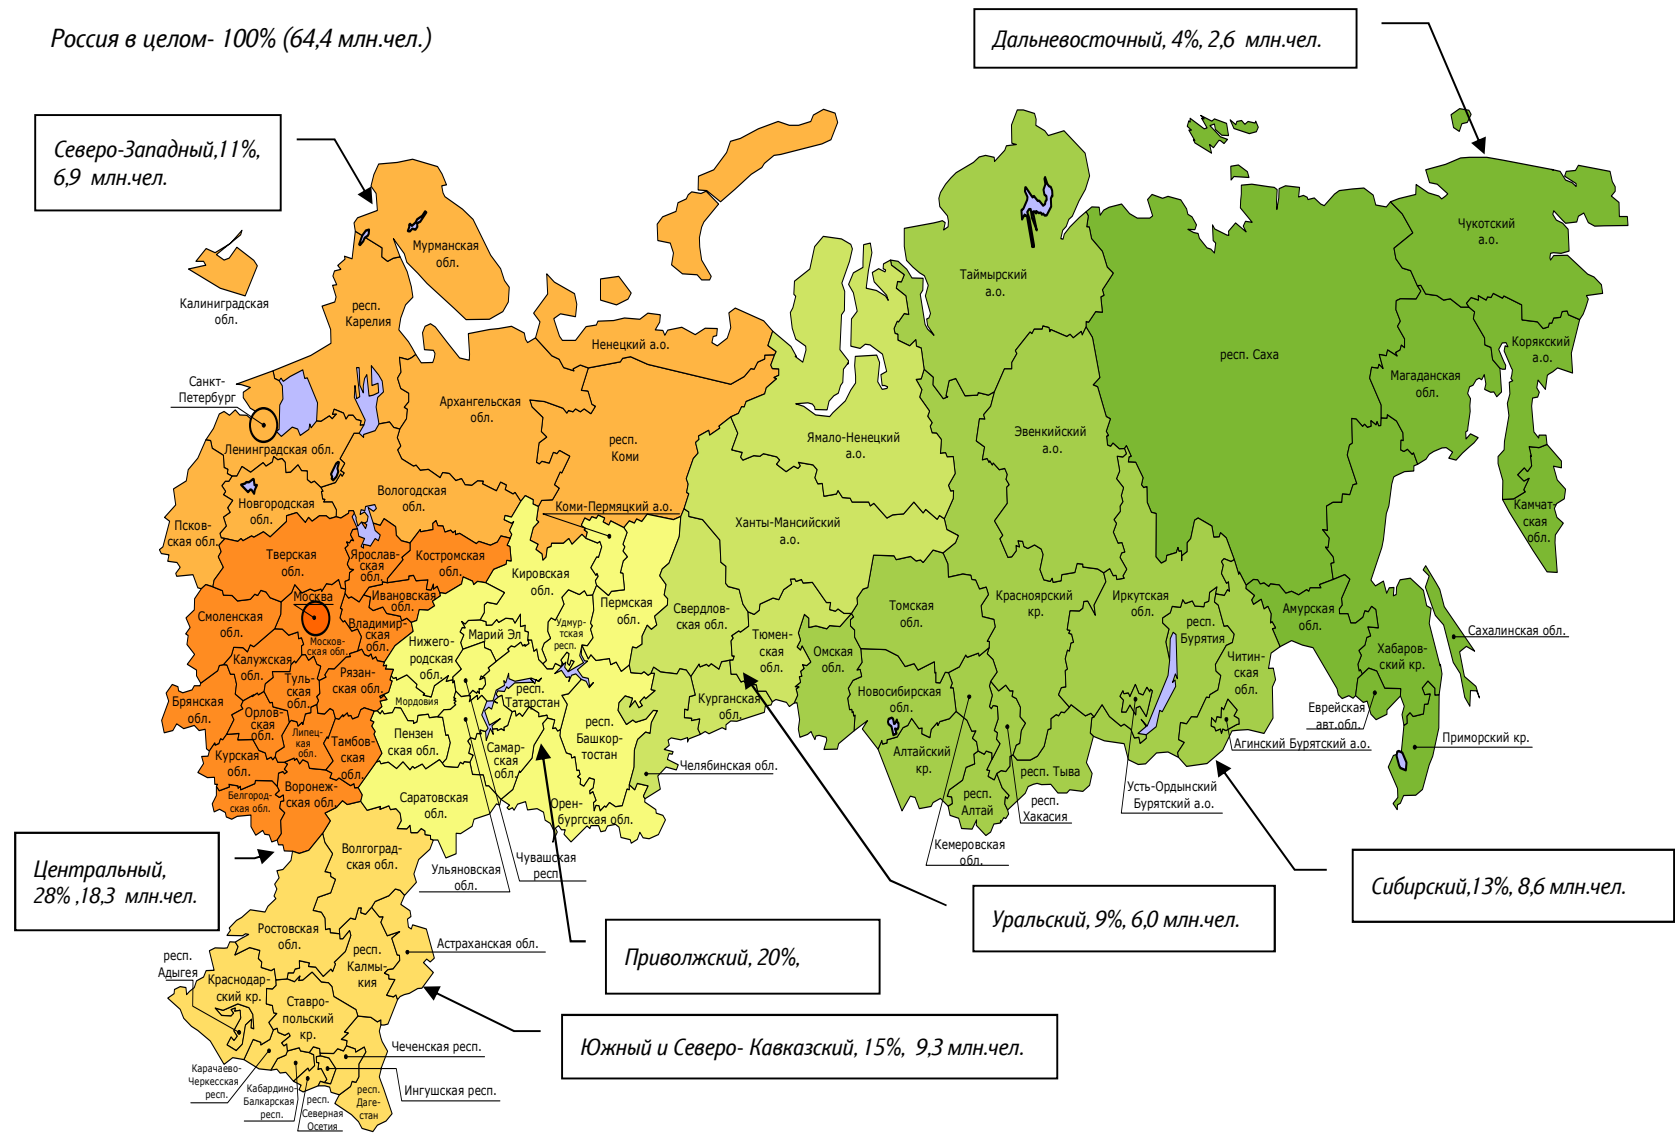 Россия в целом- 100% (64,4 млн.чел.)
Дальневосточный, 4%, 2,6 млн.чел.
Северо-Западный,11%,
6,9 млн.чел.
Калиниградская
обл.
Мурманская
обл.
респ.
Карелия
Ненецкий а.о.
Санкт-
Петербург
Архангельская
обл.
респ.
Коми
Ленинградская обл.
Новгородская
обл.
Вологодская
обл.
Псков-
ская обл.
Коми-Пермяцкий а.о.
Таймырский
а.о.
Чукотский
а.о.
респ. Саха
Корякский
а.о.
Магаданская
обл.
Эвенкийский
а.о.
Ямало-Ненецкий
а.о.
Ханты-Мансийский
а.о.
Камчат-
ская
обл.
Тверская
обл.
Ярослав-
ская
обл.
Костромская
обл.
Ивановская
обл.
Москва
Владимир-
ская
обл.
Москов-
ская обл.
Смоленская
обл.
Калужская
обл.
Туль-
ская
обл.
Рязан-
ская обл.
Брянская
обл.
Орлов-
ская
обл.
Липец-
кая
обл.
Тамбов-
ская
обл.
Курская
обл.
Белгород-
ская обл.
Воронеж-
ская обл.
Кировская
обл.
Пермская
обл.
Удмур-
тская
респ.
Марий Эл
Нижего-
родская
обл.
Мордовия
респ.
Татарстан
Пензен
ская обл.
Самар-
ская
обл.
респ.
Башкор-
тостан
Саратовская
обл.
Орен-
бургская обл.
Ульяновская
обл.
Чувашская
респ
Свердлов-
ская обл.
Тюмен-
ская
обл.
Курганская
обл.
Челябинская обл.
Омская
обл.
Томская
обл.
Новосибирская
обл.
Алтайский
кр.
респ.
Алтай
Кемеровская
обл.
респ.
Хакасия
респ. Тыва
Красноярский
кр.
Иркутская
обл.
респ.
Бурятия
Читин-
ская
обл.
Усть-Ордынский
Бурятский а.о.
Агинский Бурятский а.о.
Амурская
обл.
Хабаров-
ский кр.
Еврейская
авт.обл.
Сахалинская обл.
Приморский кр.
Центральный,
28% ,18,3 млн.чел.
Волгоград-
ская обл.
Ростовская
обл.
респ.
Калмы-
кия
Астраханская обл.
респ.
Адыгея
Краснодар-
ский кр.
Ставро-
польский
кр.
Чеченская респ.
Ингушская респ.
Карачаево-
Черкесская
респ.
Кабардино-
Балкарская
респ.
респ.
Северная
Осетия
респ.
Даге-
стан
Приволжский, 20%,
Уральский, 9%, 6,0 млн.чел.
Сибирский,13%, 8,6 млн.чел.
Южный и Северо- Кавказский, 15%, 9,3 млн.чел.